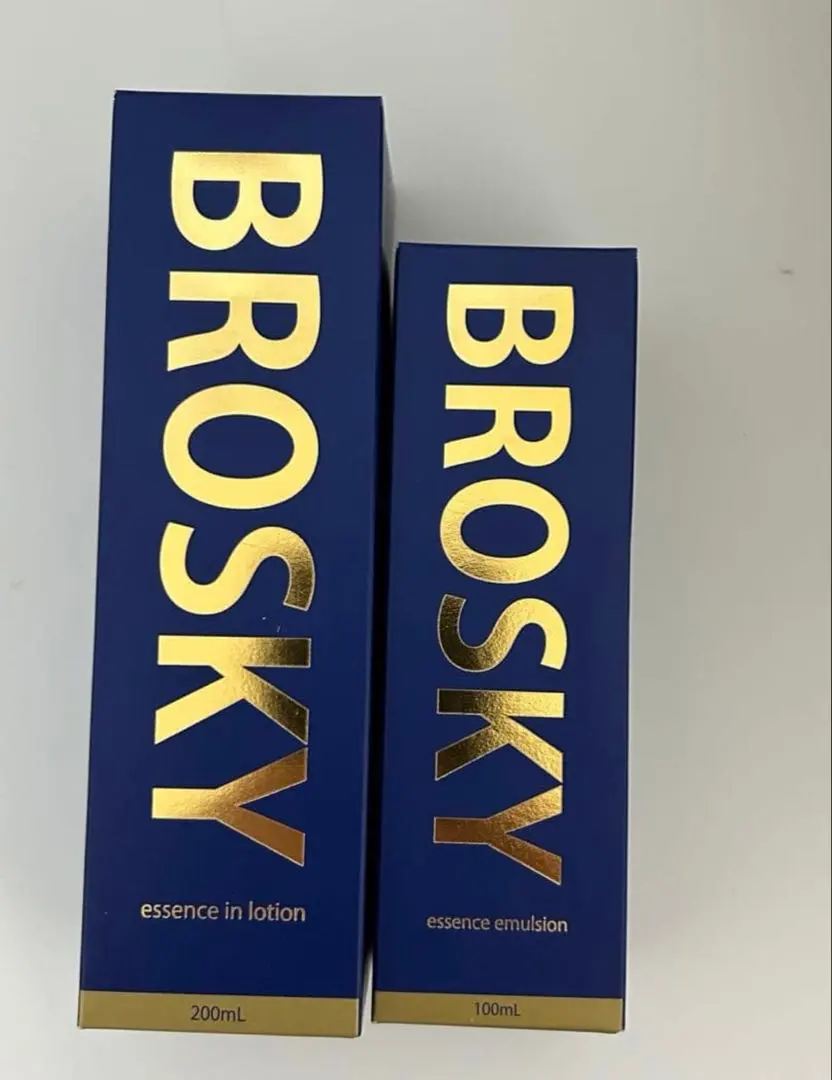 BROSKY
essence in lotion
200mL
BROSKY
essence emulsion
100mL